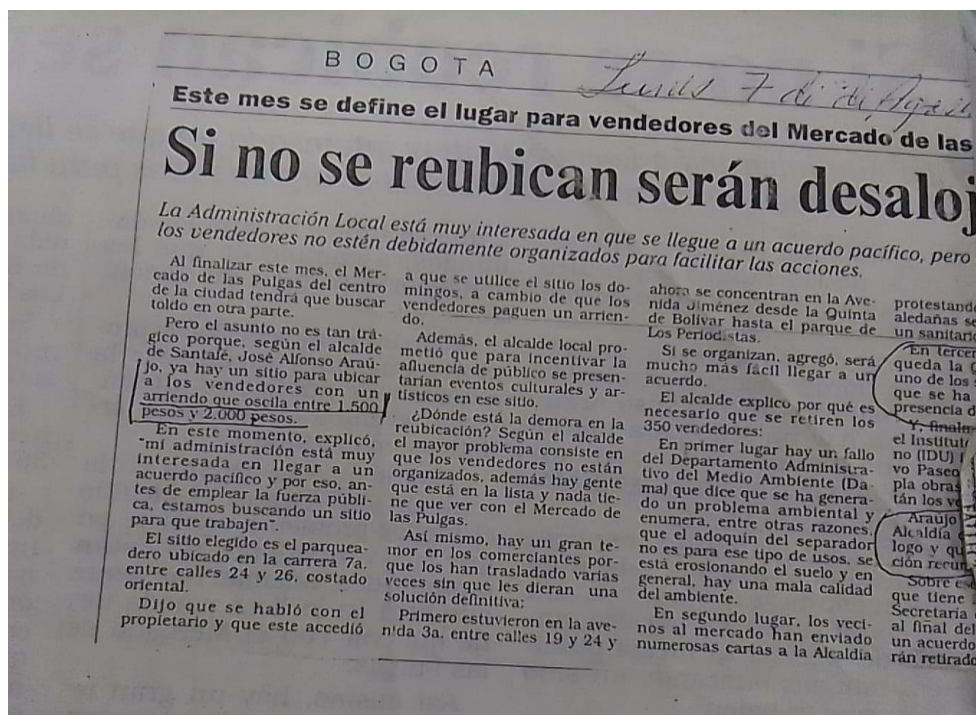 BOGOTA
Lunes 7 de
Este mes se define el lugar para vendedores del Mercado de las
Si no se reubican serán desaloj
La Administración Local está muy interesada en que se llegue a un acuerdo pacífico, pero
los vendedores no estén debidamente organizados para facilitar las acciones.
Al finalizar este mes, el Mer-
cado de las Pulgas del centro
de la ciudad tendrá que buscar
toldo en otra parte.
Pero el asunto no es tan trá-
gico porque, según el alcalde
de Santafé, José Alfonso Araú-
jo, ya hay un sitio para ubicar
a los vendedores con un
arriendo que oscila entre 1.500
pesos y 2.000 pesos.
En este momento, explicó,
"mi administración está muy
interesada en llegar a un
acuerdo pacífico y por eso, an-
tes de emplear la fuerza públi-
ca, estamos buscando un sitio
para que trabajen".
El sitio elegido es el parquea-
dero ubicado en la carrera 7a.
entre calles 24 y 26, costado
oriental.
Dijo que se habló con el
propietario y que este accedió
a que se utilice el sitio los do-
mingos, a cambio de que los
vendedores paguen un arrien-
do.
Además, el alcalde local pro-
metió que para incentivar la
afluencia de público se presen-
tarían eventos culturales y ar-
tísticos en ese sitio.
¿Dónde está la demora en la
reubicación? Según el alcalde
el mayor problema consiste en
que los vendedores no están
organizados, además hay gente
que está en la lista y nada tie-
ne que ver con el Mercado de
las Pulgas.
Así mismo, hay un gran te-
mor en los comerciantes por-
que los han trasladado varias
veces sin que les dieran una
solución definitiva:
Primero estuvieron en la ave-
nida 3a. entre calles 19 y 24 y
ahora se concentran en la Ave-
nida Jiménez desde la Quinta
de Bolívar hasta el parque de
Los Periodistas.
Si se organizan, agregó, será
mucho más fácil llegar a un
acuerdo.
El alcalde explicó por qué es
necesario que se retiren los
350 vendedores:
En primer lugar hay un fallo
del Departamento Administra-
tivo del Medio Ambiente (Da-
ma) que dice que se ha genera-
do un problema ambiental y
enumera, entre otras razones,
que el adoquín del separador
no es para ese tipo de usos, se
está erosionando el suelo y en
general, hay una mala calidad
del ambiente.
En segundo lugar, los veci-
nos al mercado han enviado
numerosas cartas a la Alcaldía
protestando
aledañas se
un sanitario
En tercer
queda la
uno de los
que se ha
presencia d
Y, finalm
el Institut
no (IDU)
vo Paseo
pla obras
tán los ve
Araújo
Alcaldía
logo y qu
ción recur
Sobre es
que tiene
Secretaría
al final del
un acuerdo
rán retirado